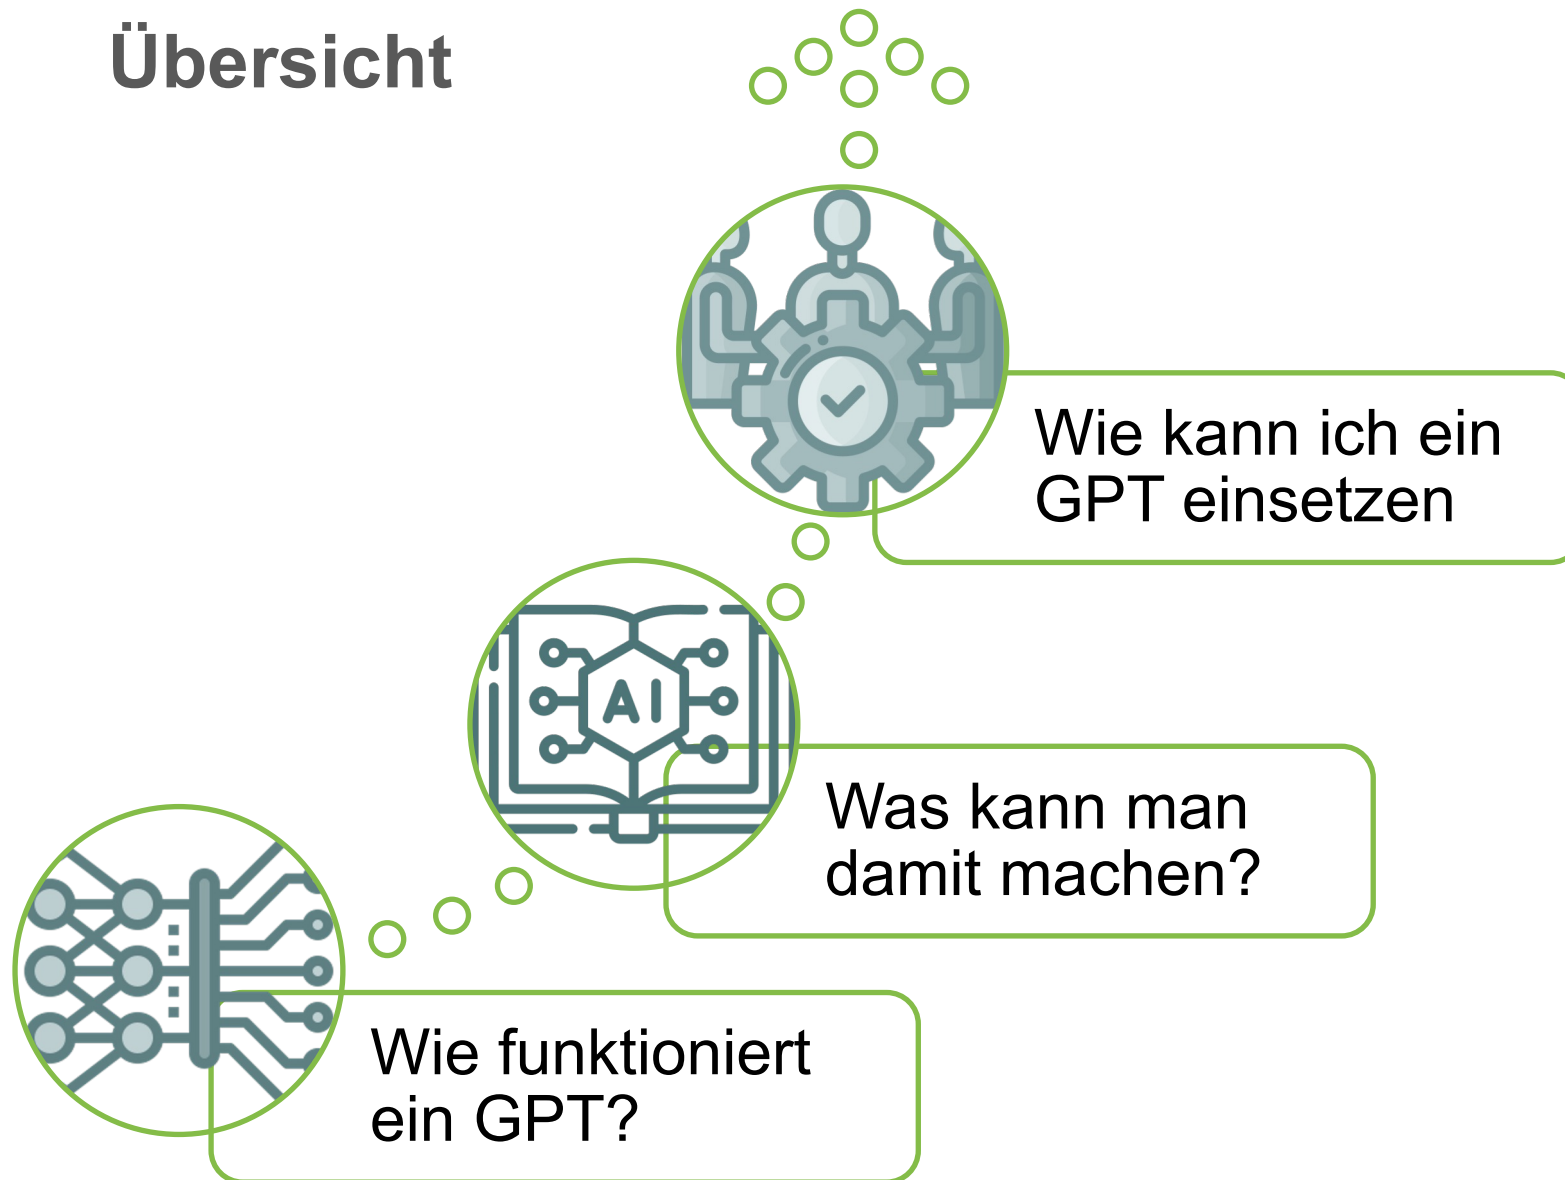 Übersicht
Wie kann ich ein
GPT einsetzen
AI
Was kann man
damit machen?
Wie funktioniert
ein GPT?